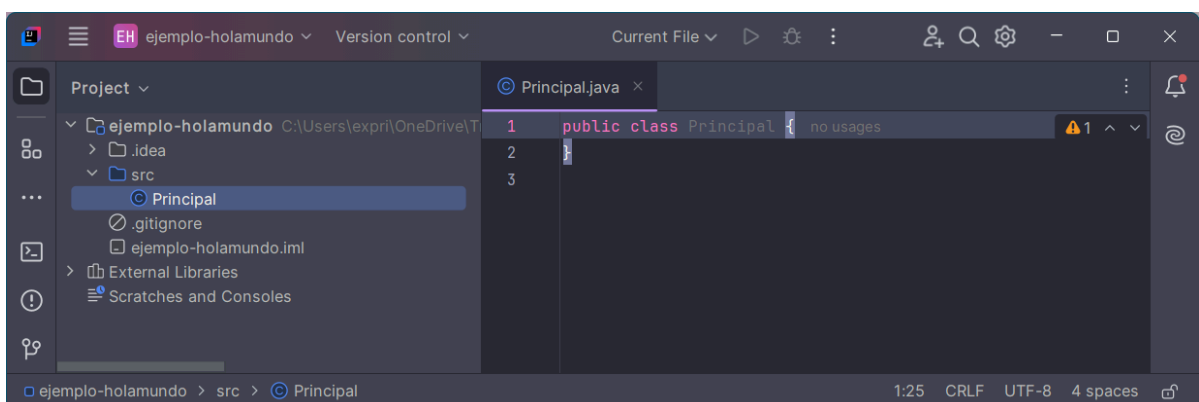 EH ejemplo-holamundo Version control Current File
Project
Principal.java
ejemplo-holamundo C:\Users\expri\OneDrive\T
.idea
src
Principal
.gitignore
ejemplo-holamundo.iml
External Libraries
Scratches and Consoles
1 public class Principal { no usages
2 }
3
1
ejemplo-holamundo > src > Principal 1:25 CRLF UTF-8 4 spaces